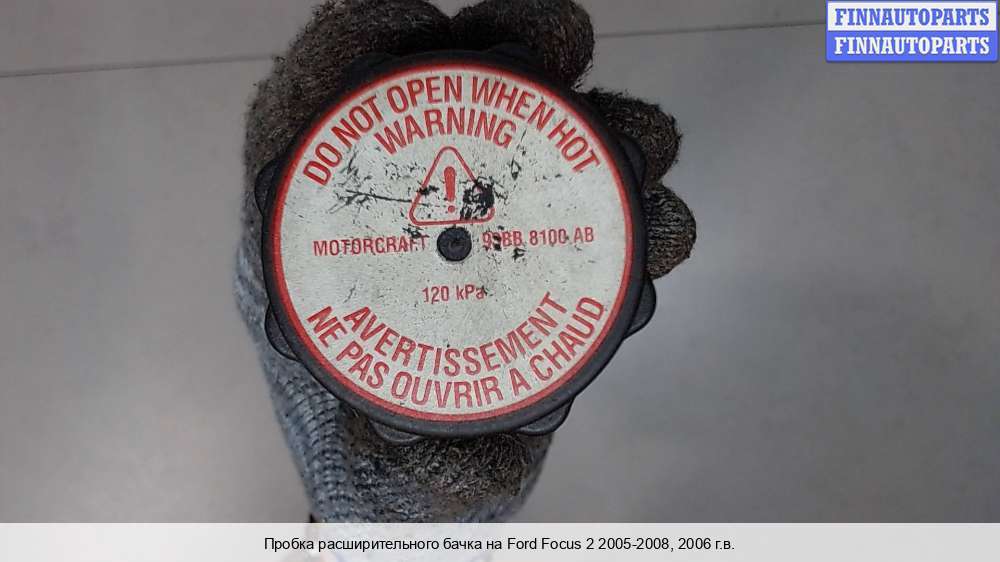 FINNAUTOPARTS
FINNAUTOPARTS
DO NOT OPEN WHEN HOT
WARNING
!
MOTORCRAFT
8100 AB
120 kPa
AVERTISSEMENT
NE PAS OUVRIR A CHAUD
Пробка расширительного бачка на Ford Focus 2 2005-2008, 2006 г.в.